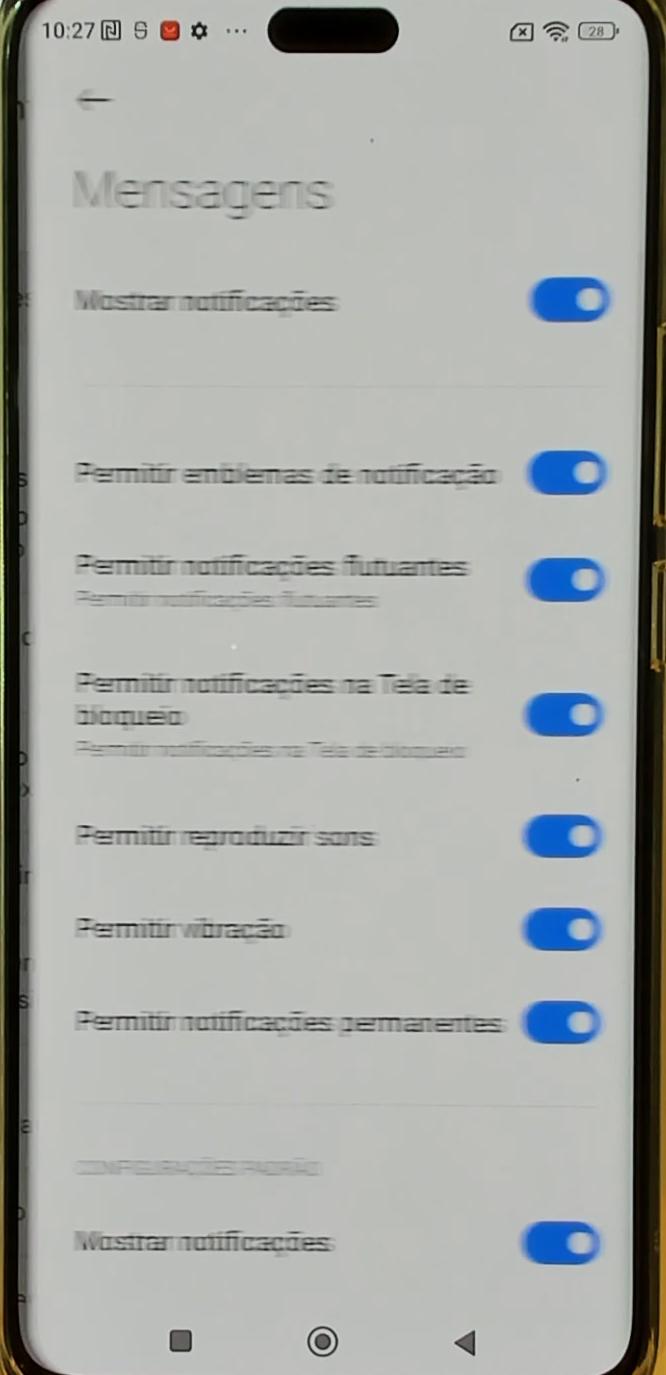 10:27
28
Mensagens
Mostrar notificações
Permitir emblemas de notificação
Permitir notificações flutuantes
Permitir notificações flutuantes
Permitir notificações na Tela de
bloqueio
Permitir notificações na Tela de bloqueio
Permitir reproduzir sons
Permitir vibração
Permitir notificações permanentes
CONFIGURAÇÕES PADRÃO
Mostrar notificações